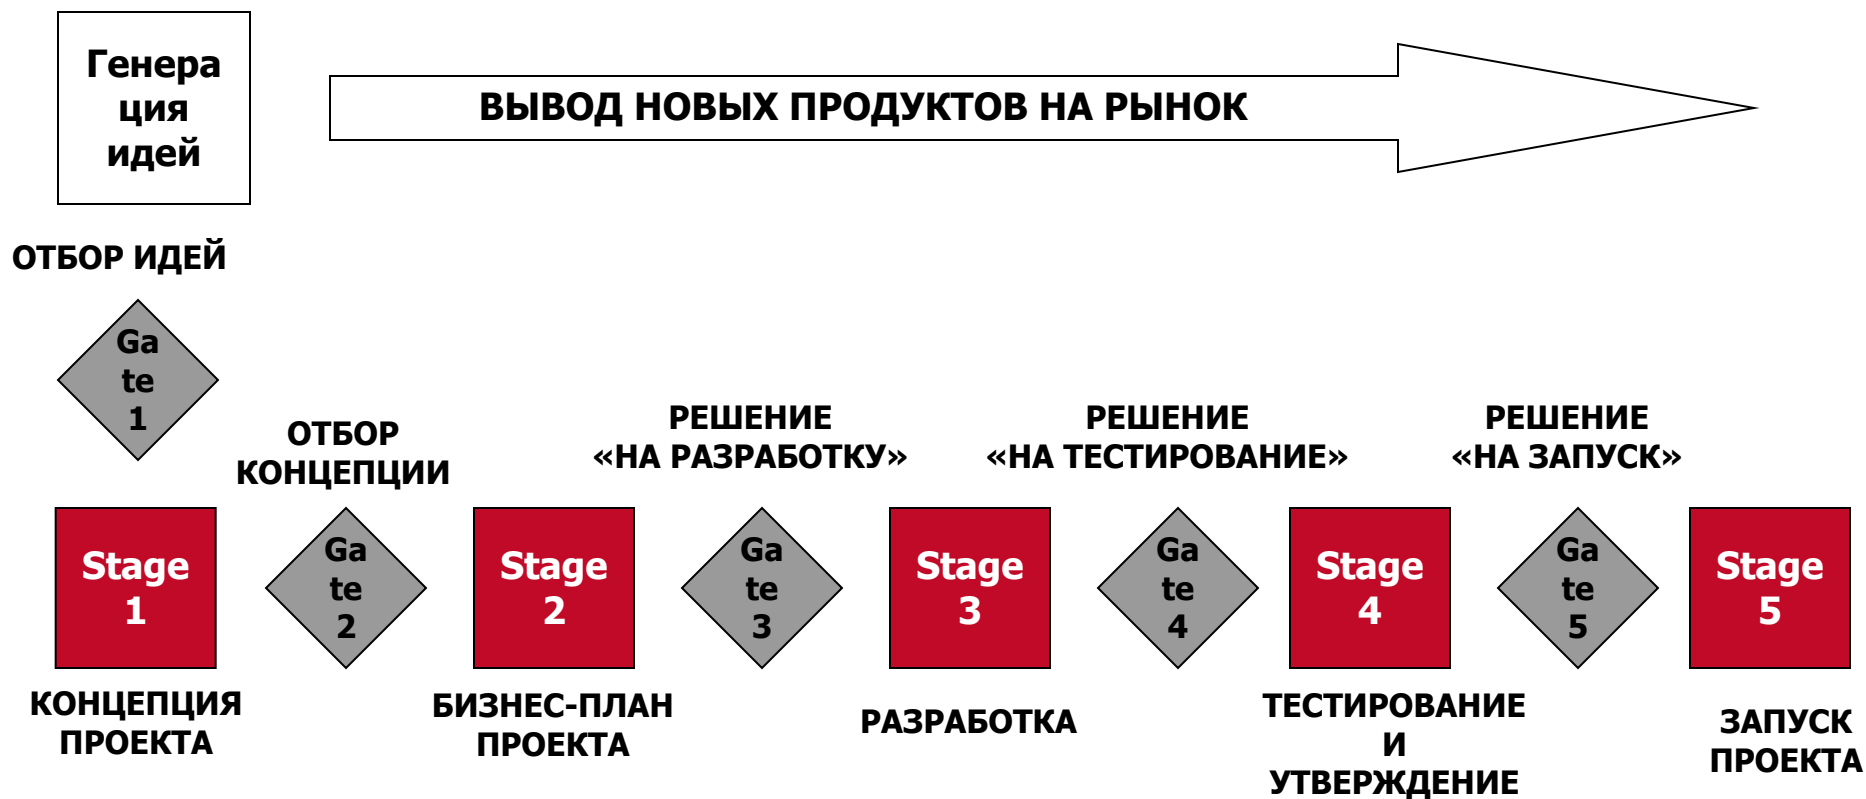 Генера
ция
идей
ВЫВОД НОВЫХ ПРОДУКТОВ НА РЫНОК
ОТБОР ИДЕЙ
Ga
te
1
ОТБОР
КОНЦЕПЦИИ
РЕШЕНИЕ
«НА РАЗРАБОТКУ»
РЕШЕНИЕ
«НА ТЕСТИРОВАНИЕ»
РЕШЕНИЕ
«НА ЗАПУСК»
Stage
1
Ga
te
2
Stage
2
Ga
te
3
Stage
3
Ga
te
4
Stage
4
Ga
te
5
Stage
5
КОНЦЕПЦИЯ
ПРОЕКТА
БИЗНЕС-ПЛАН
ПРОЕКТА
РАЗРАБОТКА
ТЕСТИРОВАНИЕ
И
УТВЕРЖДЕНИЕ
ЗАПУСК
ПРОЕКТА